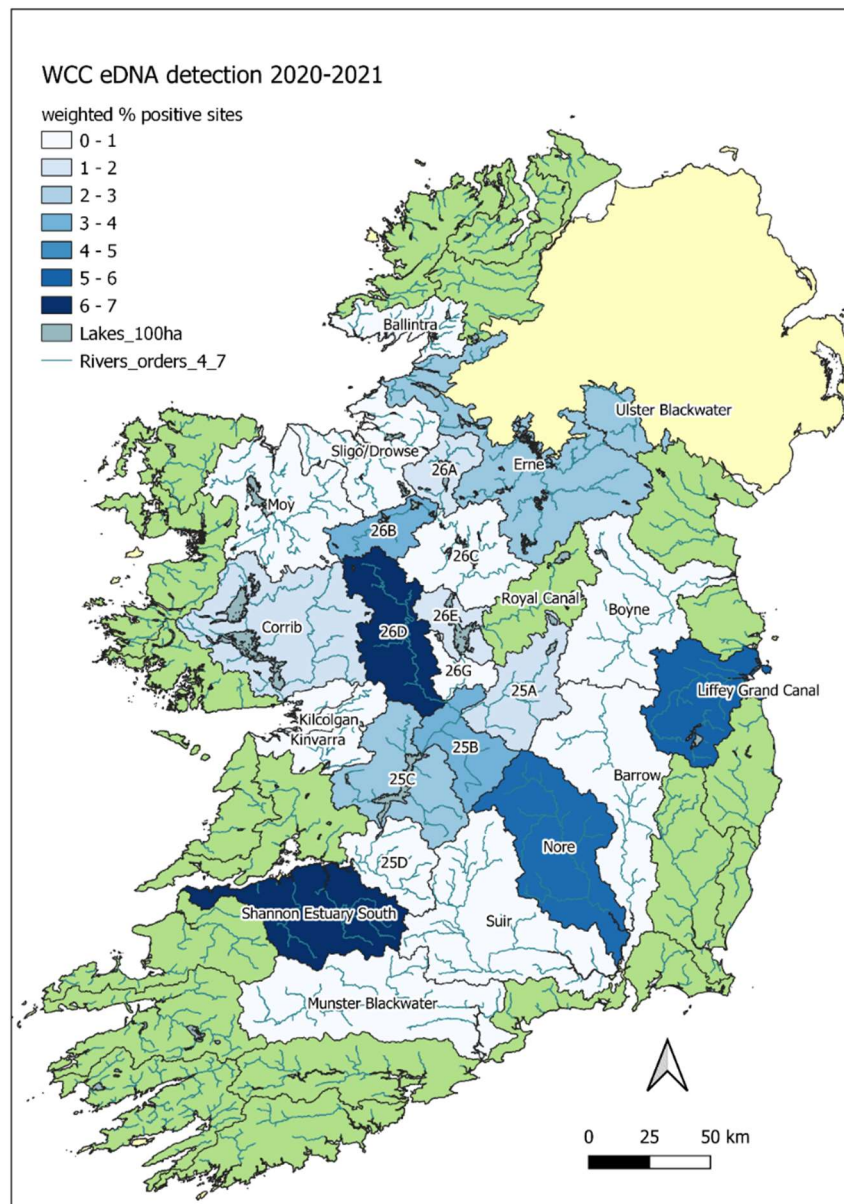 WCC eDNA detection 2020-2021
weighted % positive sites
0 - 1
1 - 2
2 - 3
3 - 4
4 - 5
5 - 6
6 - 7
Lakes_100ha
Rivers_orders_4_7
Ballintra
Ulster Blackwater
Sligo/Drowse
26A
Erne
Moy
26B
26C
Royal Canal
Boyne
26E
Corrib
26D
26G
25A
Liffey Grand Canal
Kilcolgan
Kinvarra
25B
25C
Barrow
Nore
25D
Shannon Estuary South
Suir
Munster Blackwater
0 25 50 km